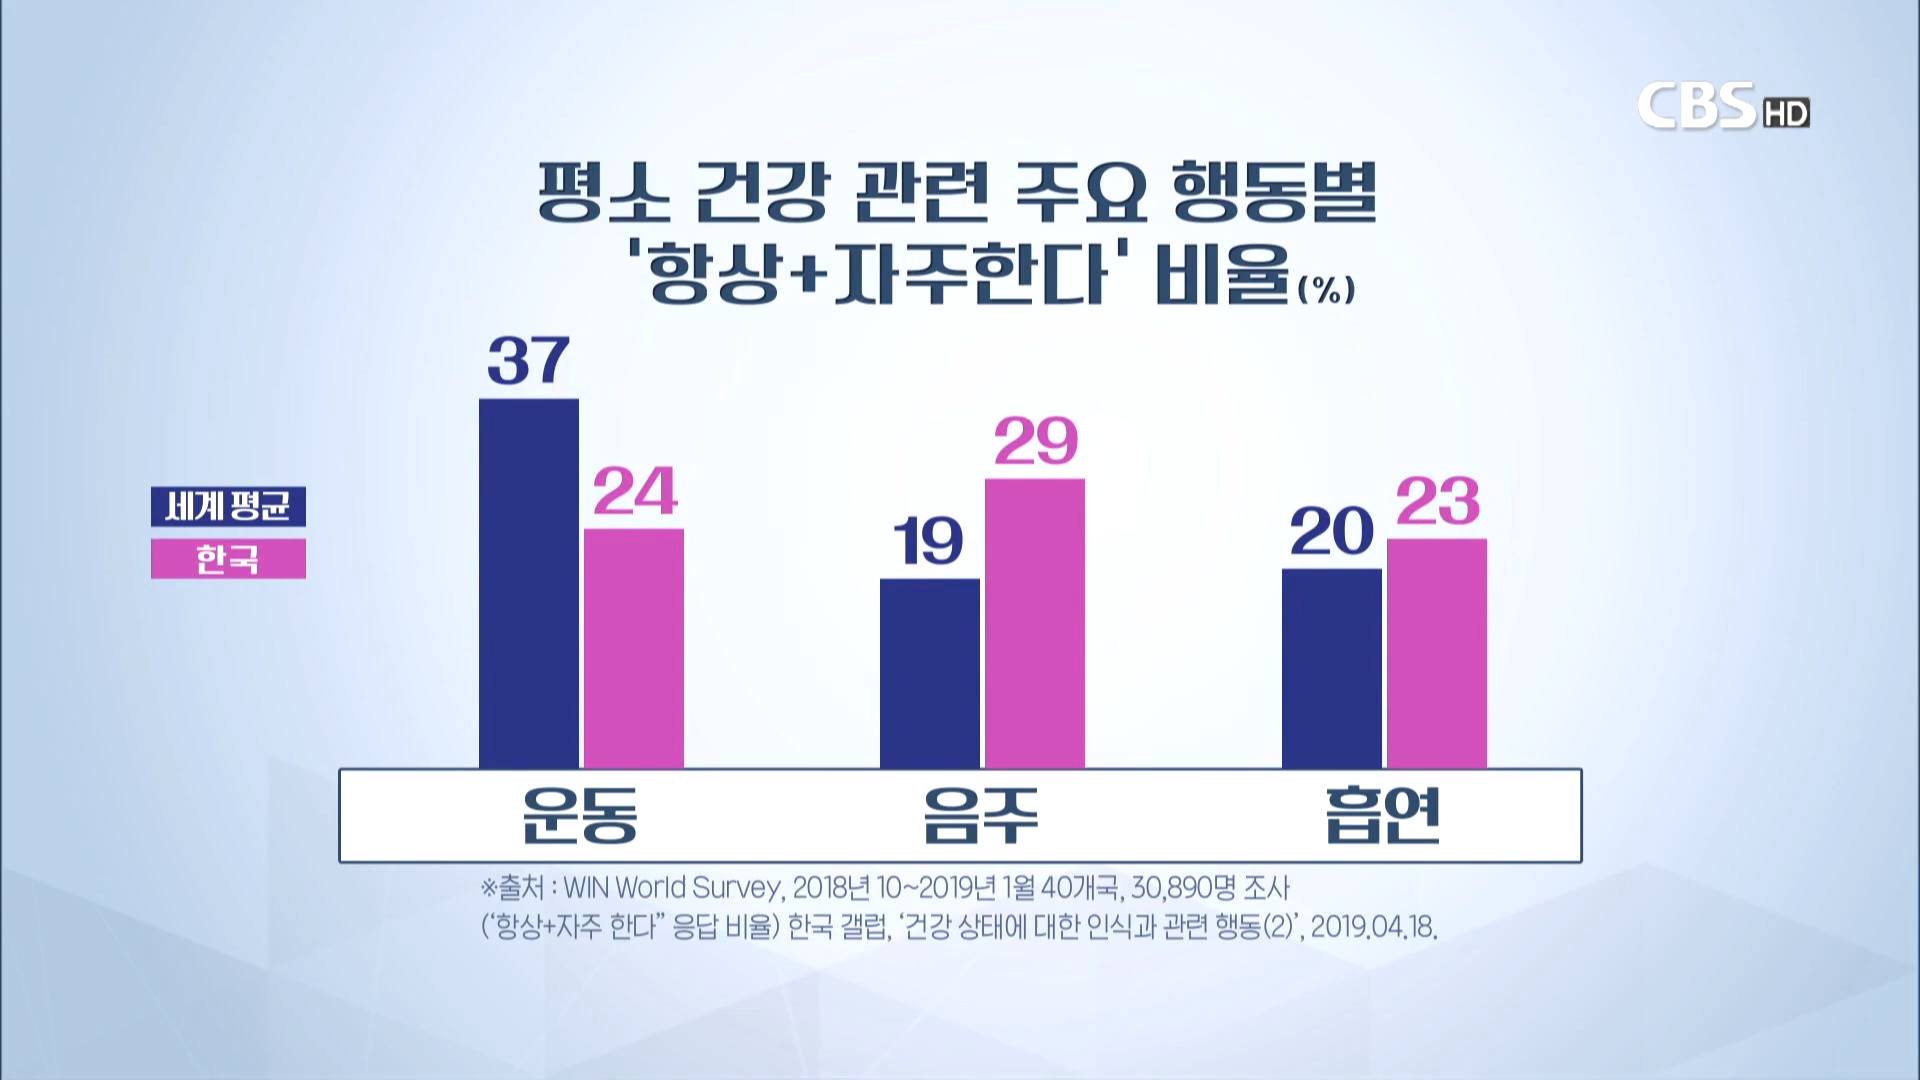 CBS HD
평소 건강 관련 주요 행동별
'항상+자주한다' 비율(%)
37
24
29
19
20
23
세계 평균
한국
운동 음주 흡연
※출처 : WIN World Survey, 2018년 10~2019년 1월 40개국, 30,890명 조사
(‘항상+자주 한다” 응답 비율) 한국 갤럽, ‘건강 상태에 대한 인식과 관련 행동(2)’, 2019.04.18.